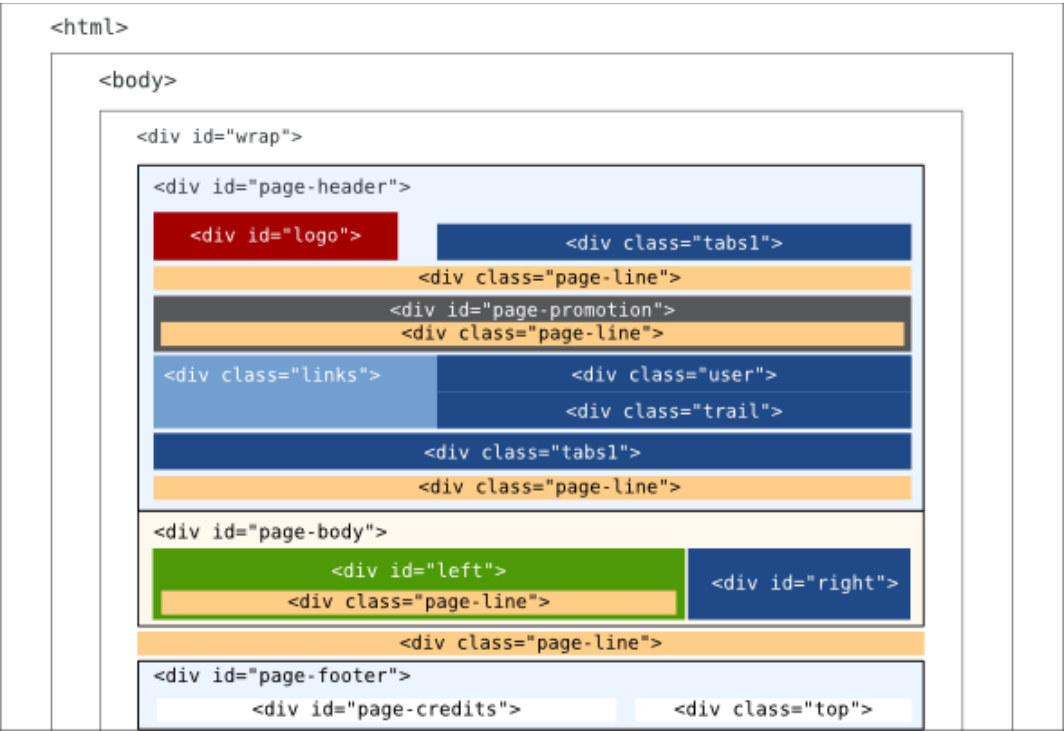 <html>
<body>
<div id="wrap">
<div id="page-header">
<div id="logo">
<div class="tabs1">
<div class="page-line">
<div id="page-promotion">
<div class="page-line">
<div class="links">
<div class="user">
<div class="trail">
<div class="tabs1">
<div class="page-line">
<div id="page-body">
<div id="left">
<div id="right">
<div class="page-line">
<div class="page-line">
<div id="page-footer">
<div id="page-credits">
<div class="top">